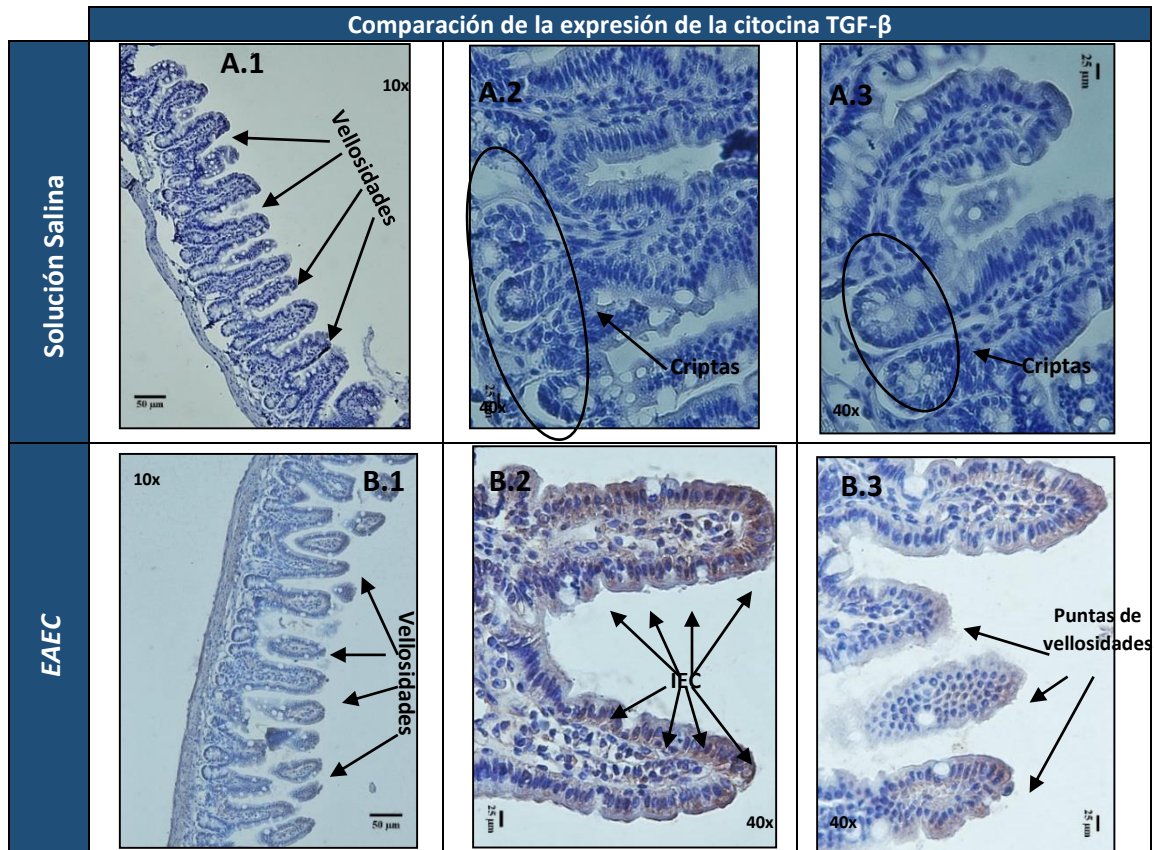 Comparación de la expresión de la citocina TGF-β
Solución Salina
A.1
10x
Vellosidades
50 µm
A.2
Criptas
40x
25 µm
A.3
25 µm
Criptas
40x
EAEC
10x
B.1
Vellosidades
50 µm
B.2
IEC
25 µm
40x
B.3
Puntas de
vellosidades
40x
25 µm